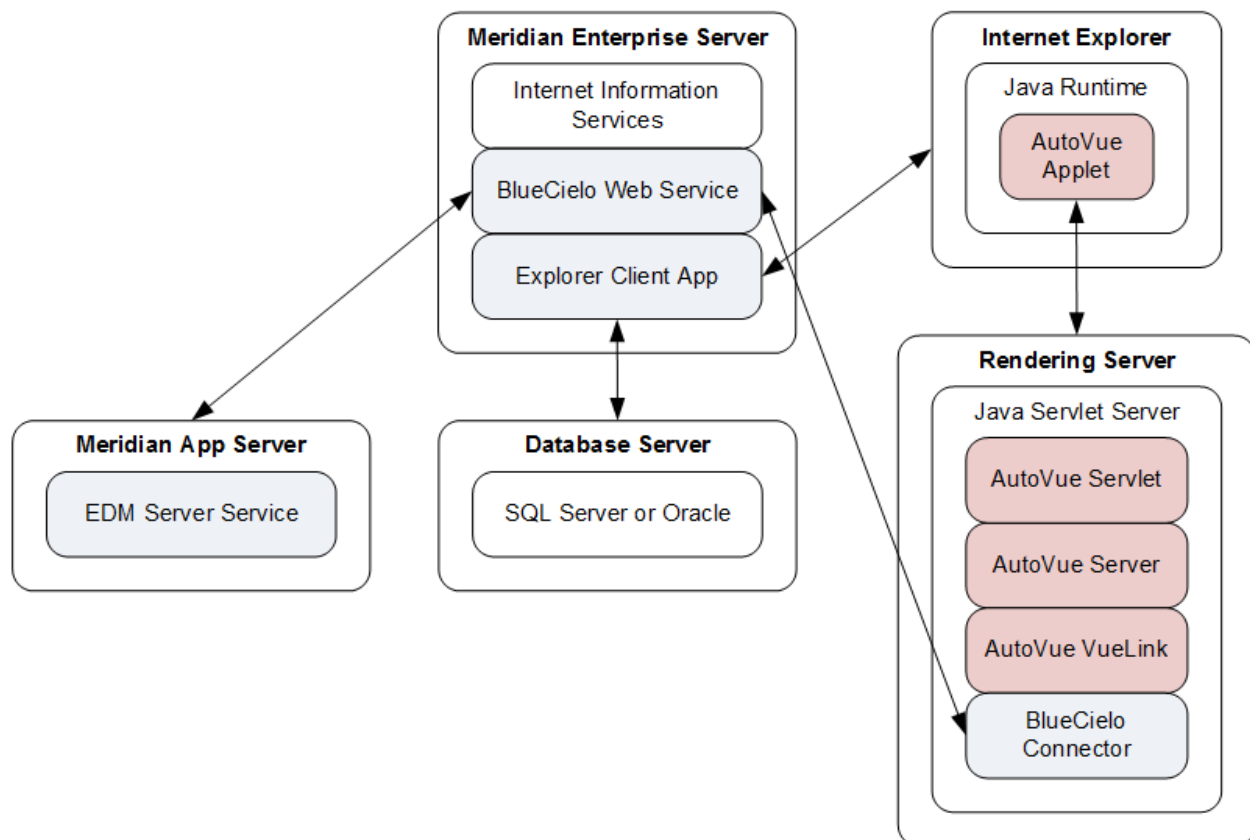 Meridian Enterprise Server
Internet Information
Services
BlueCielo Web Service
Explorer Client App
Internet Explorer
Java Runtime
AutoVue
Applet
Meridian App Server
EDM Server Service
Database Server
SQL Server or Oracle
Rendering Server
Java Servlet Server
AutoVue Servlet
AutoVue Server
AutoVue VueLink
BlueCielo
Connector